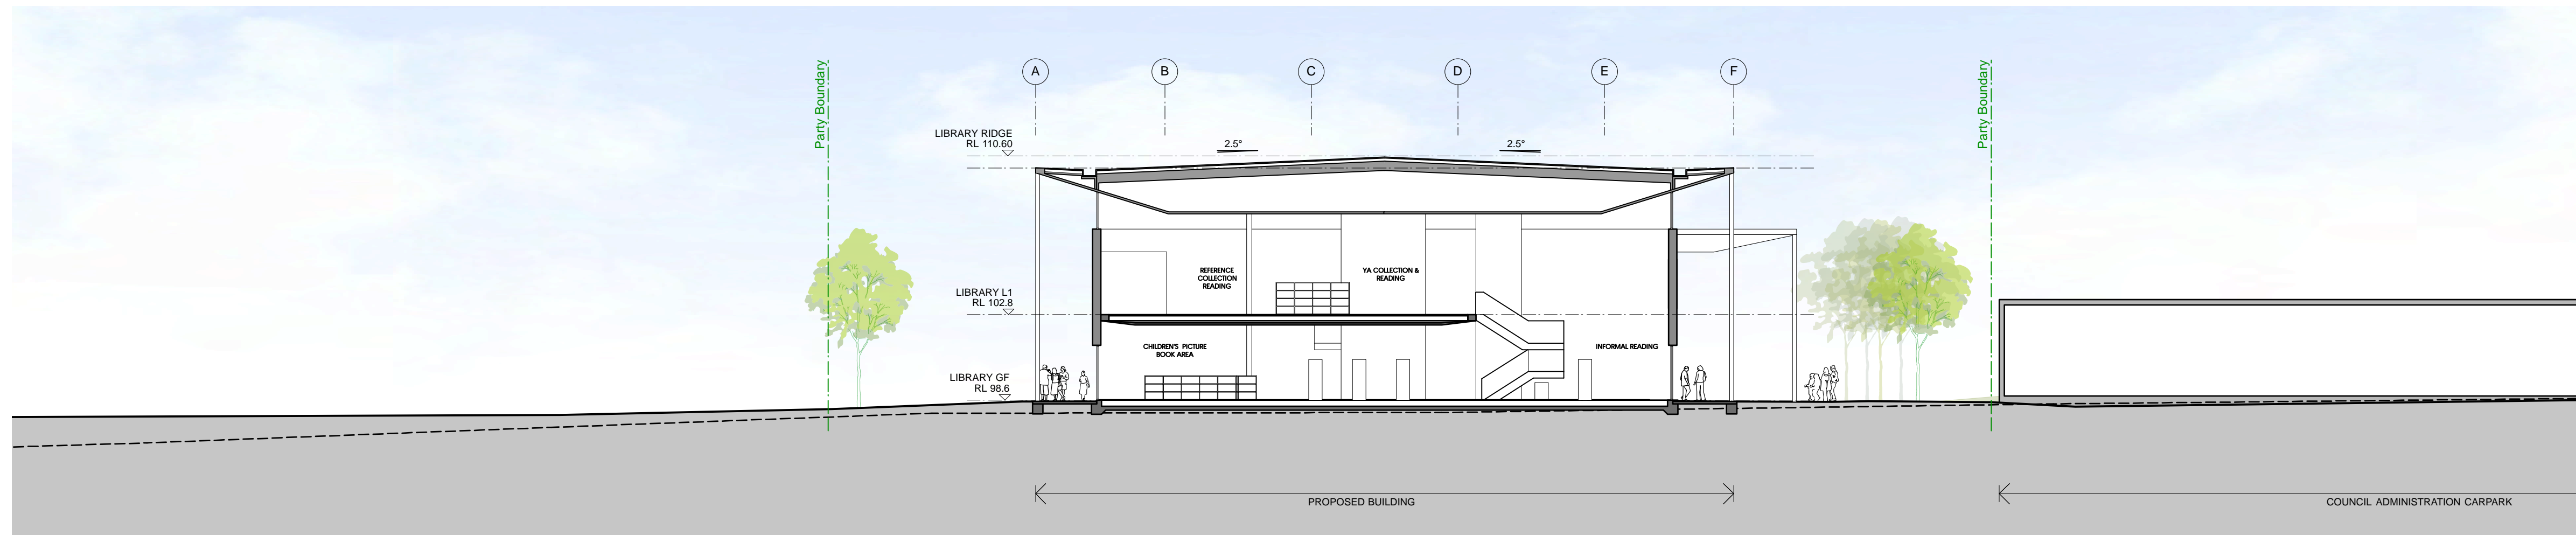 Party Boundary
A
B
C
D
E
F
Party Boundary
LIBRARY RIDGE
RL 110.60
2.5°
2.5°
REFERENCE
COLLECTION
READING
YA COLLECTION &
READING
LIBRARY L1
RL 102.8
CHILDREN'S PICTURE
BOOK AREA
INFORMAL READING
LIBRARY GF
RL 98.6
PROPOSED BUILDING
COUNCIL ADMINISTRATION CARPARK